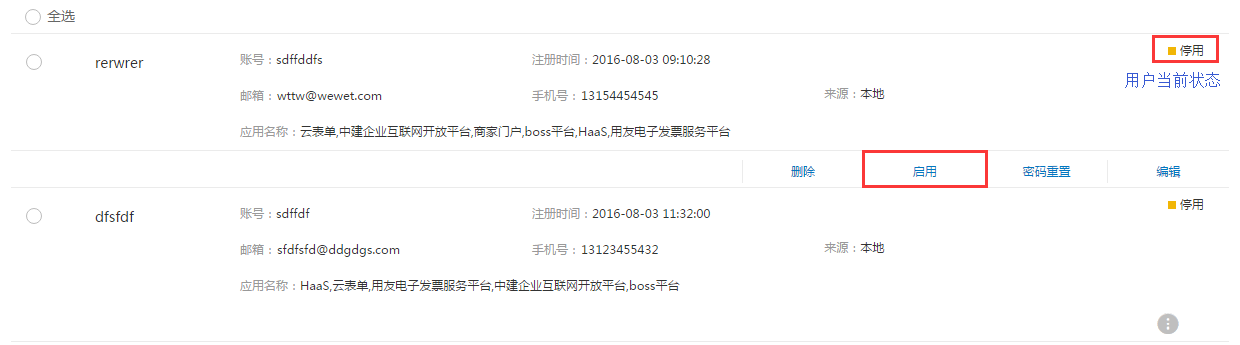 全选
停用
rerwrer
账号：sdffddfs
注册时间：2016-08-03 09:10:28
用户当前状态
邮箱：wttw@wewet.com
手机号：13154454545
来源：本地
应用名称：云表单,中建企业互联网开放平台,商家门户,boss平台,HaaS,用友电子发票服务平台
删除
启用
密码重置
编辑
停用
dfsfdf
账号：sdffdf
注册时间：2016-08-03 11:32:00
邮箱：sfdfsfd@ddgdgs.com
手机号：13123455432
来源：本地
应用名称：HaaS,云表单,用友电子发票服务平台,中建企业互联网开放平台,boss平台